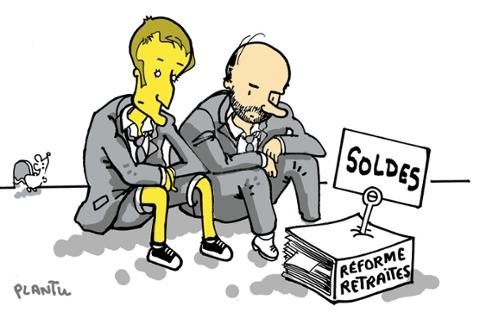 SOLDES
RÉFORME
RETRAITES
PLANTU